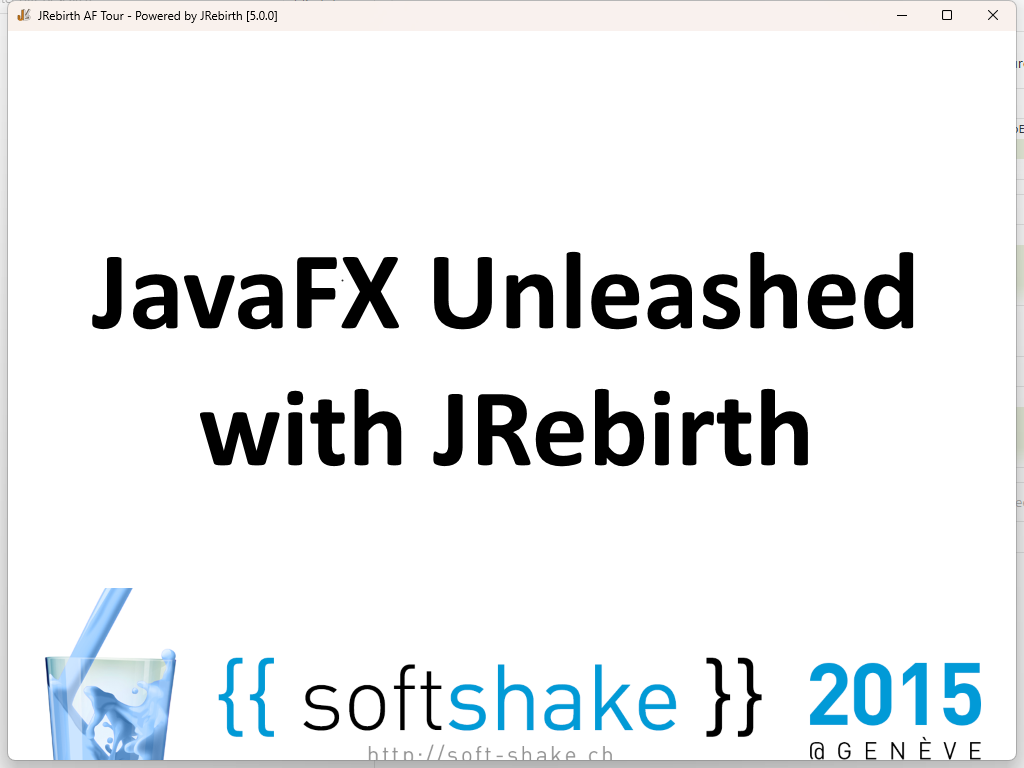 JRebirth AF Tour - Powered by JRebirth [5.0.0]
JavaFX Unleashed
with JRebirth
{{ softshake }} 2015
http://soft-shake.ch
@GENÈVE